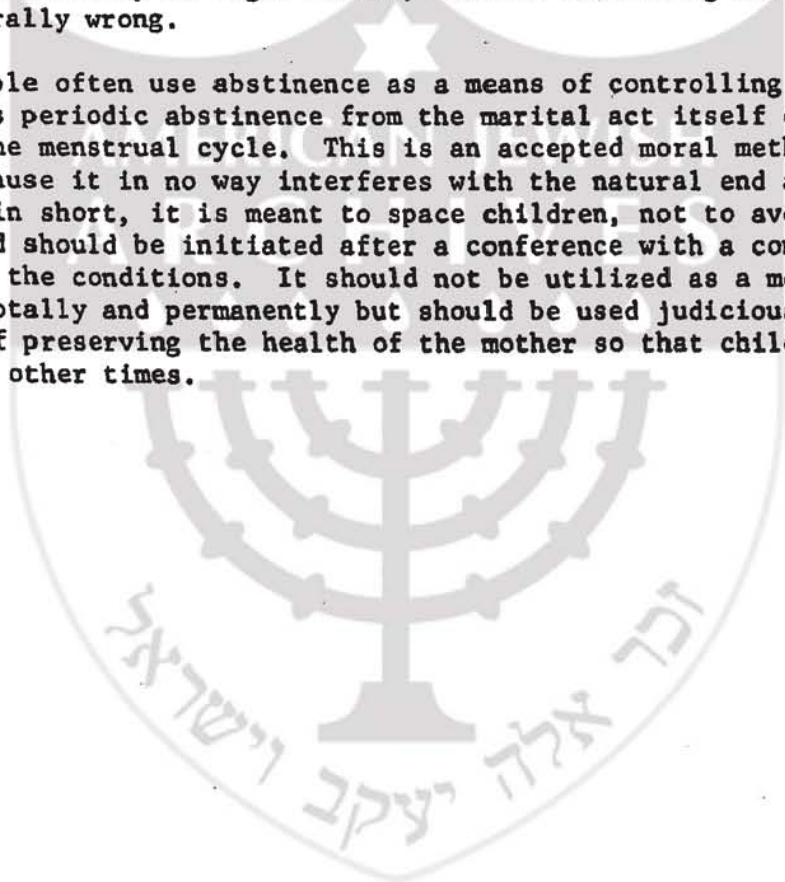 rally wrong.
ple often use abstinence as a means of controlling
s periodic abstinence from the marital act itself
he menstrual cycle. This is an accepted moral meth
ause it in no way interferes with the natural end a
in short, it is meant to space children, not to avo
d should be initiated after a conference with a con
the conditions. It should not be utilized as a me
otally and permanently but should be used judiciou
f preserving the health of the mother so that chil
other times.
AMERICAN JEWISH
ARCHIVES
זכר אלה יעקב וישראל